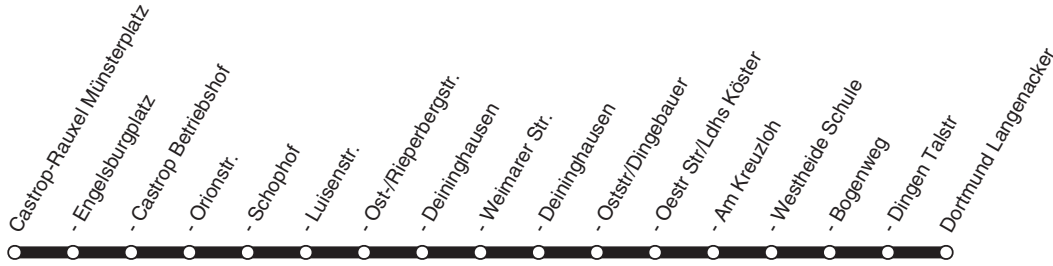 Castrop-Rauxel Münsterplatz
- Engelsburgplatz
- Castrop Betriebshof
- Orionstr.
- Schophof
- Luisenstr.
- Ost-/Rieperbergstr.
- Deininghausen
- Weimarer Str.
- Deininghausen
- Oststr/Dingebauer
- Oestr Str/Ldhs Köster
- Am Kreuzloh
- Westheide Schule
- Bogenweg
- Dingen Talstr
Dortmund Langenacker